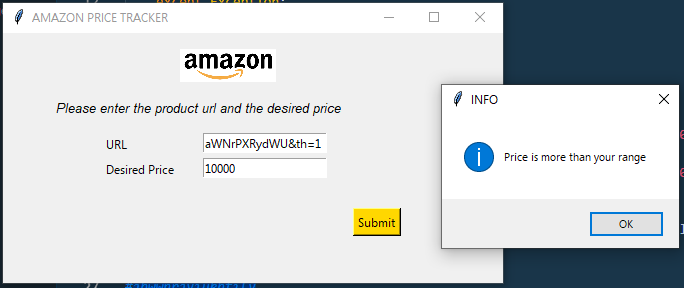 AMAZON PRICE TRACKER
amazon
Please enter the product url and the desired price
URL
aWNrPXRydWU&th=1
Desired Price
10000
Submit
INFO
Price is more than your range
OK